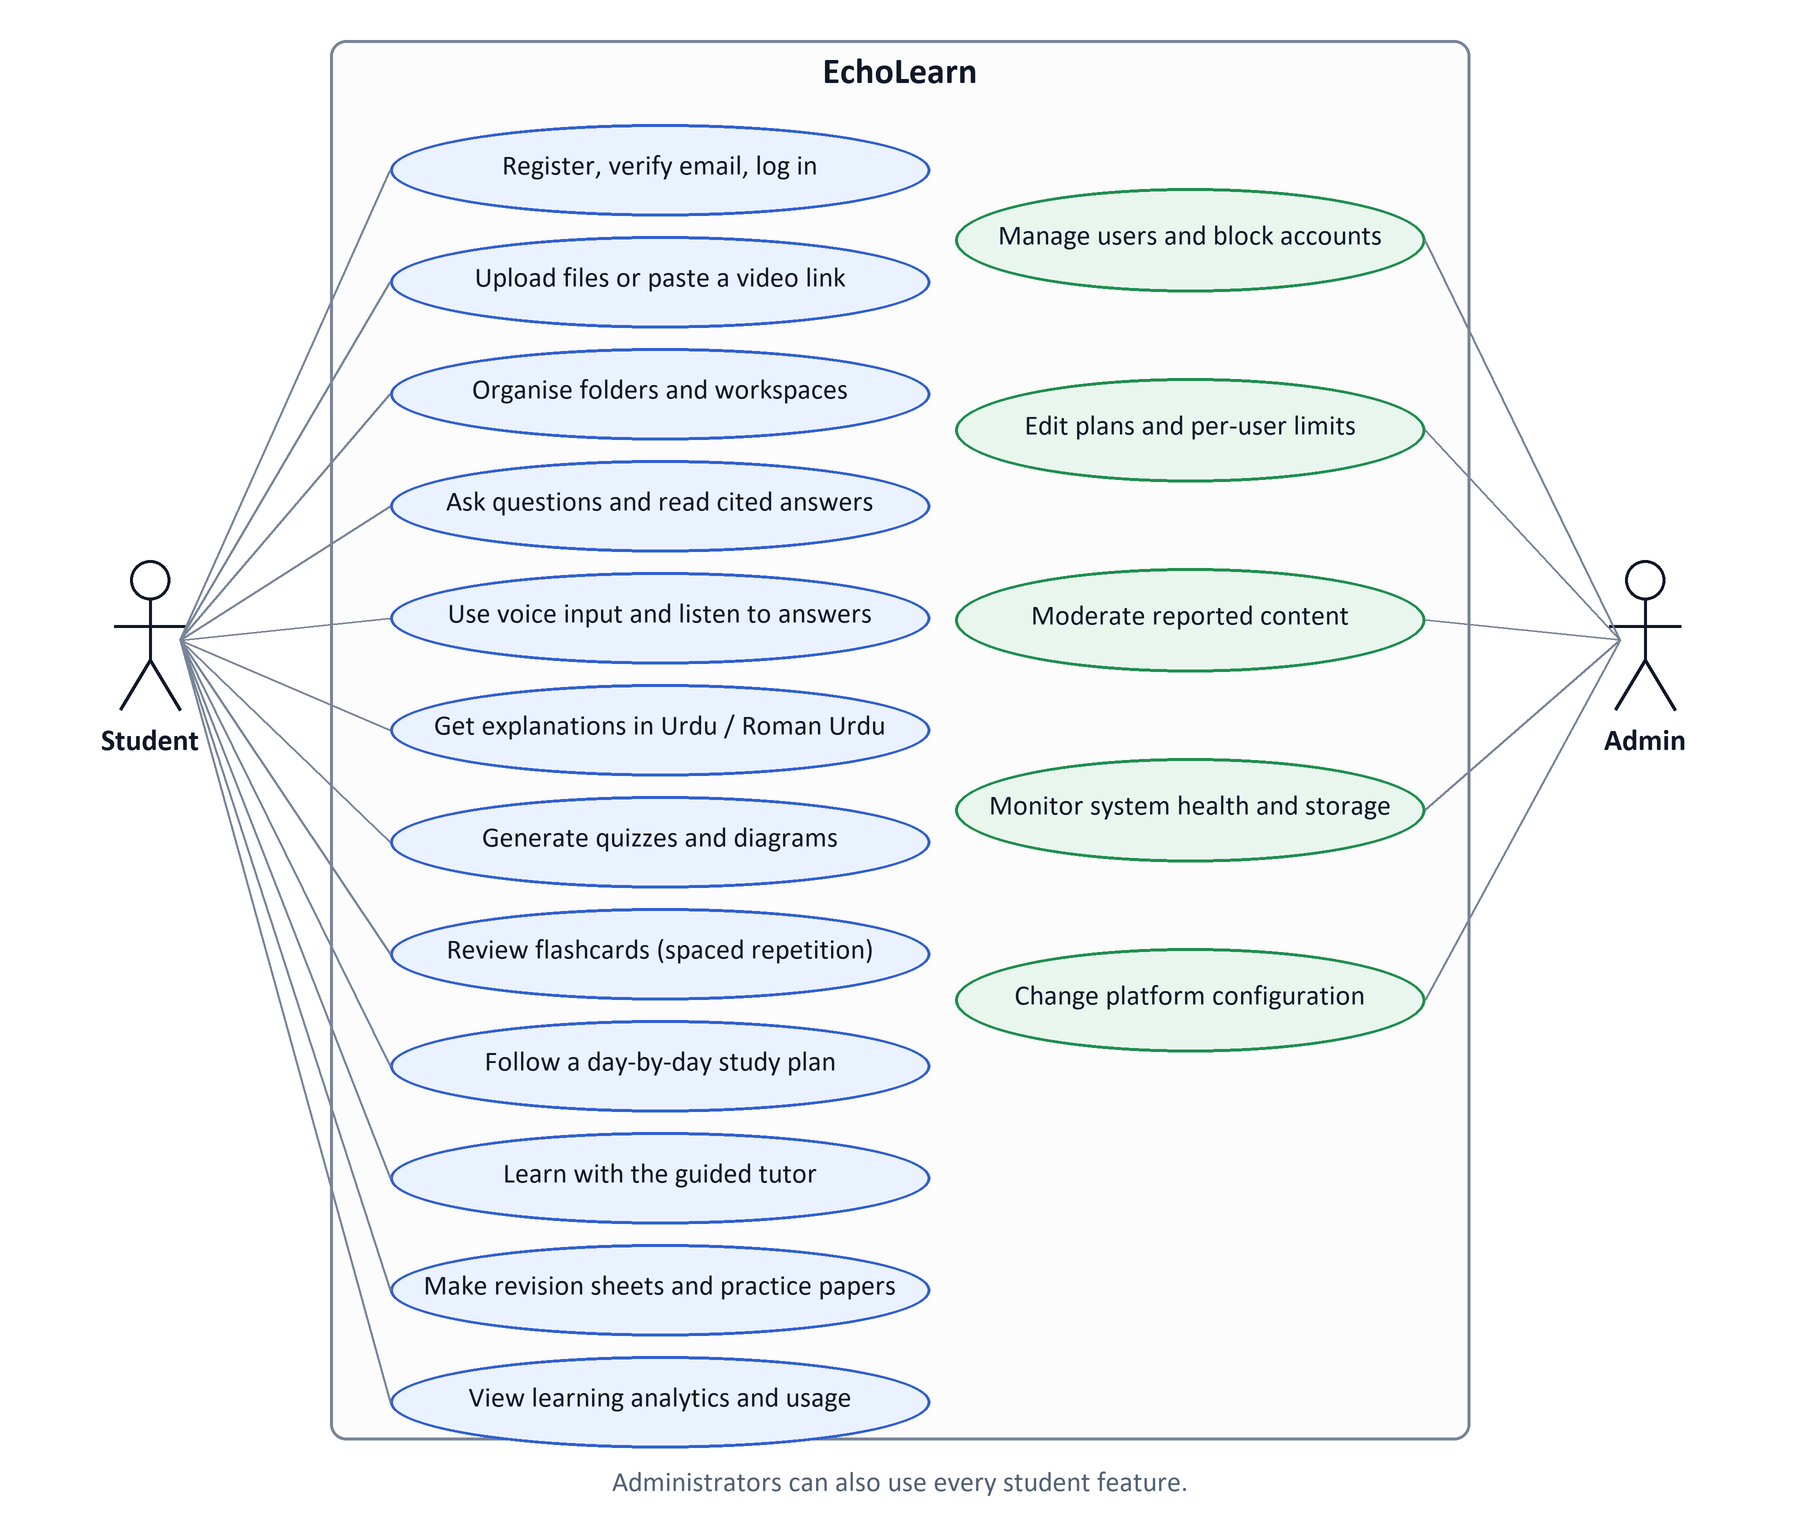 EchoLearn
Register, verify email, log in
Upload files or paste a video link
Organise folders and workspaces
Ask questions and read cited answers
Use voice input and listen to answers
Get explanations in Urdu / Roman Urdu
Generate quizzes and diagrams
Review flashcards (spaced repetition)
Follow a day-by-day study plan
Learn with the guided tutor
Make revision sheets and practice papers
View learning analytics and usage
Manage users and block accounts
Edit plans and per-user limits
Moderate reported content
Monitor system health and storage
Change platform configuration
Student
Admin
Administrators can also use every student feature.